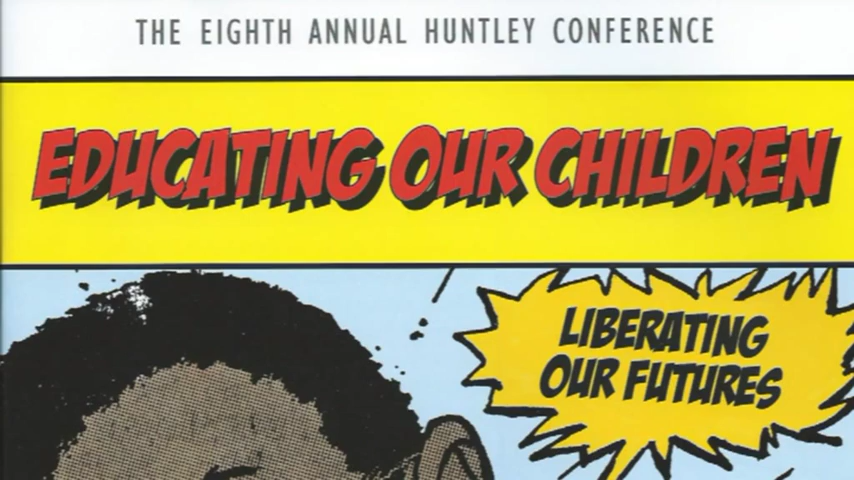 THE EIGHTH ANNUAL HUNTLEY CONFERENCE
EDUCATING OUR CHILDREN
LIBERATING
OUR FUTURES